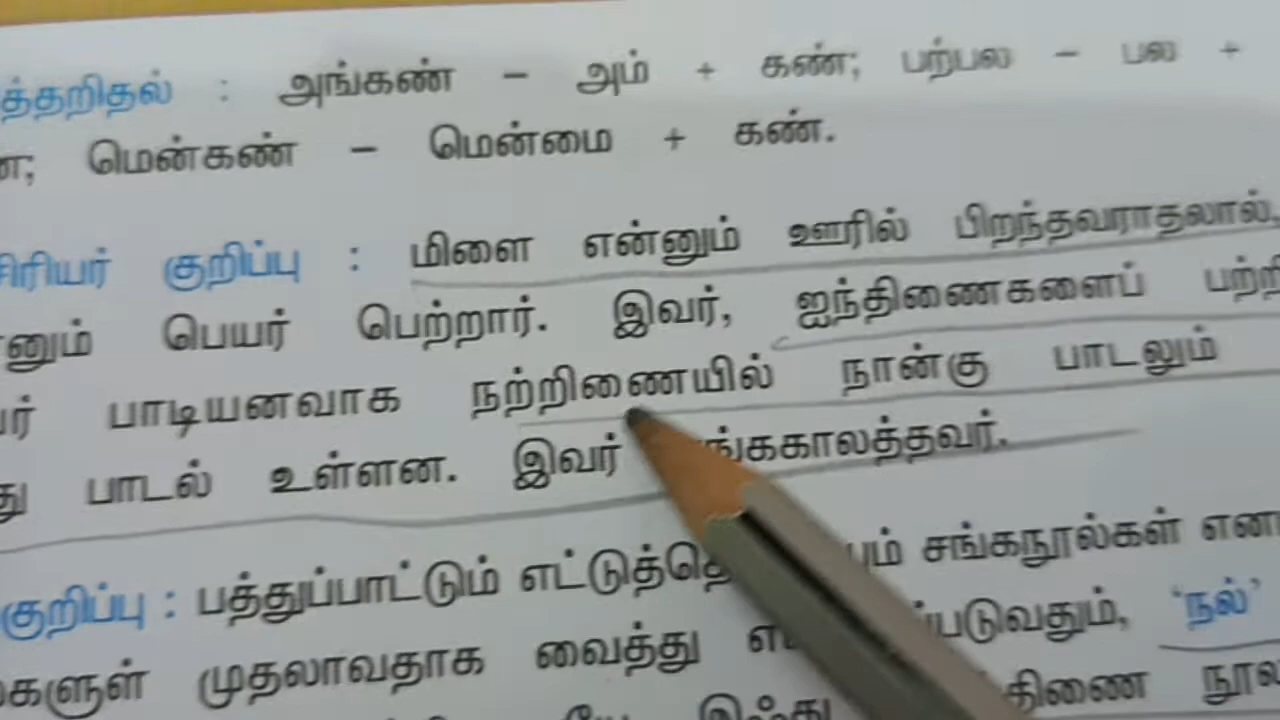 த்தறிதல் : அங்கண் – அம் + கண்; பற்பல – பல +
மென்கண் – மென்மை + கண்.
சிரியர் குறிப்பு : மிளை என்னும் ஊரில் பிறந்தவராதலால்,
னும் பெயர் பெற்றார். இவர், ஐந்திணைகளைப் பற்றி
பாடியனவாக நற்றிணையில் நான்கு பாடலும்
து பாடல் உள்ளன. இவர் ங்ககாலத்தவர்.
குறிப்பு : பத்துப்பாட்டும் எட்டுத்தொ பும் சங்கநூல்கள் என
களுள் முதலாவதாக வைத்து படுவதும், ‘நல்’
திணை நூல